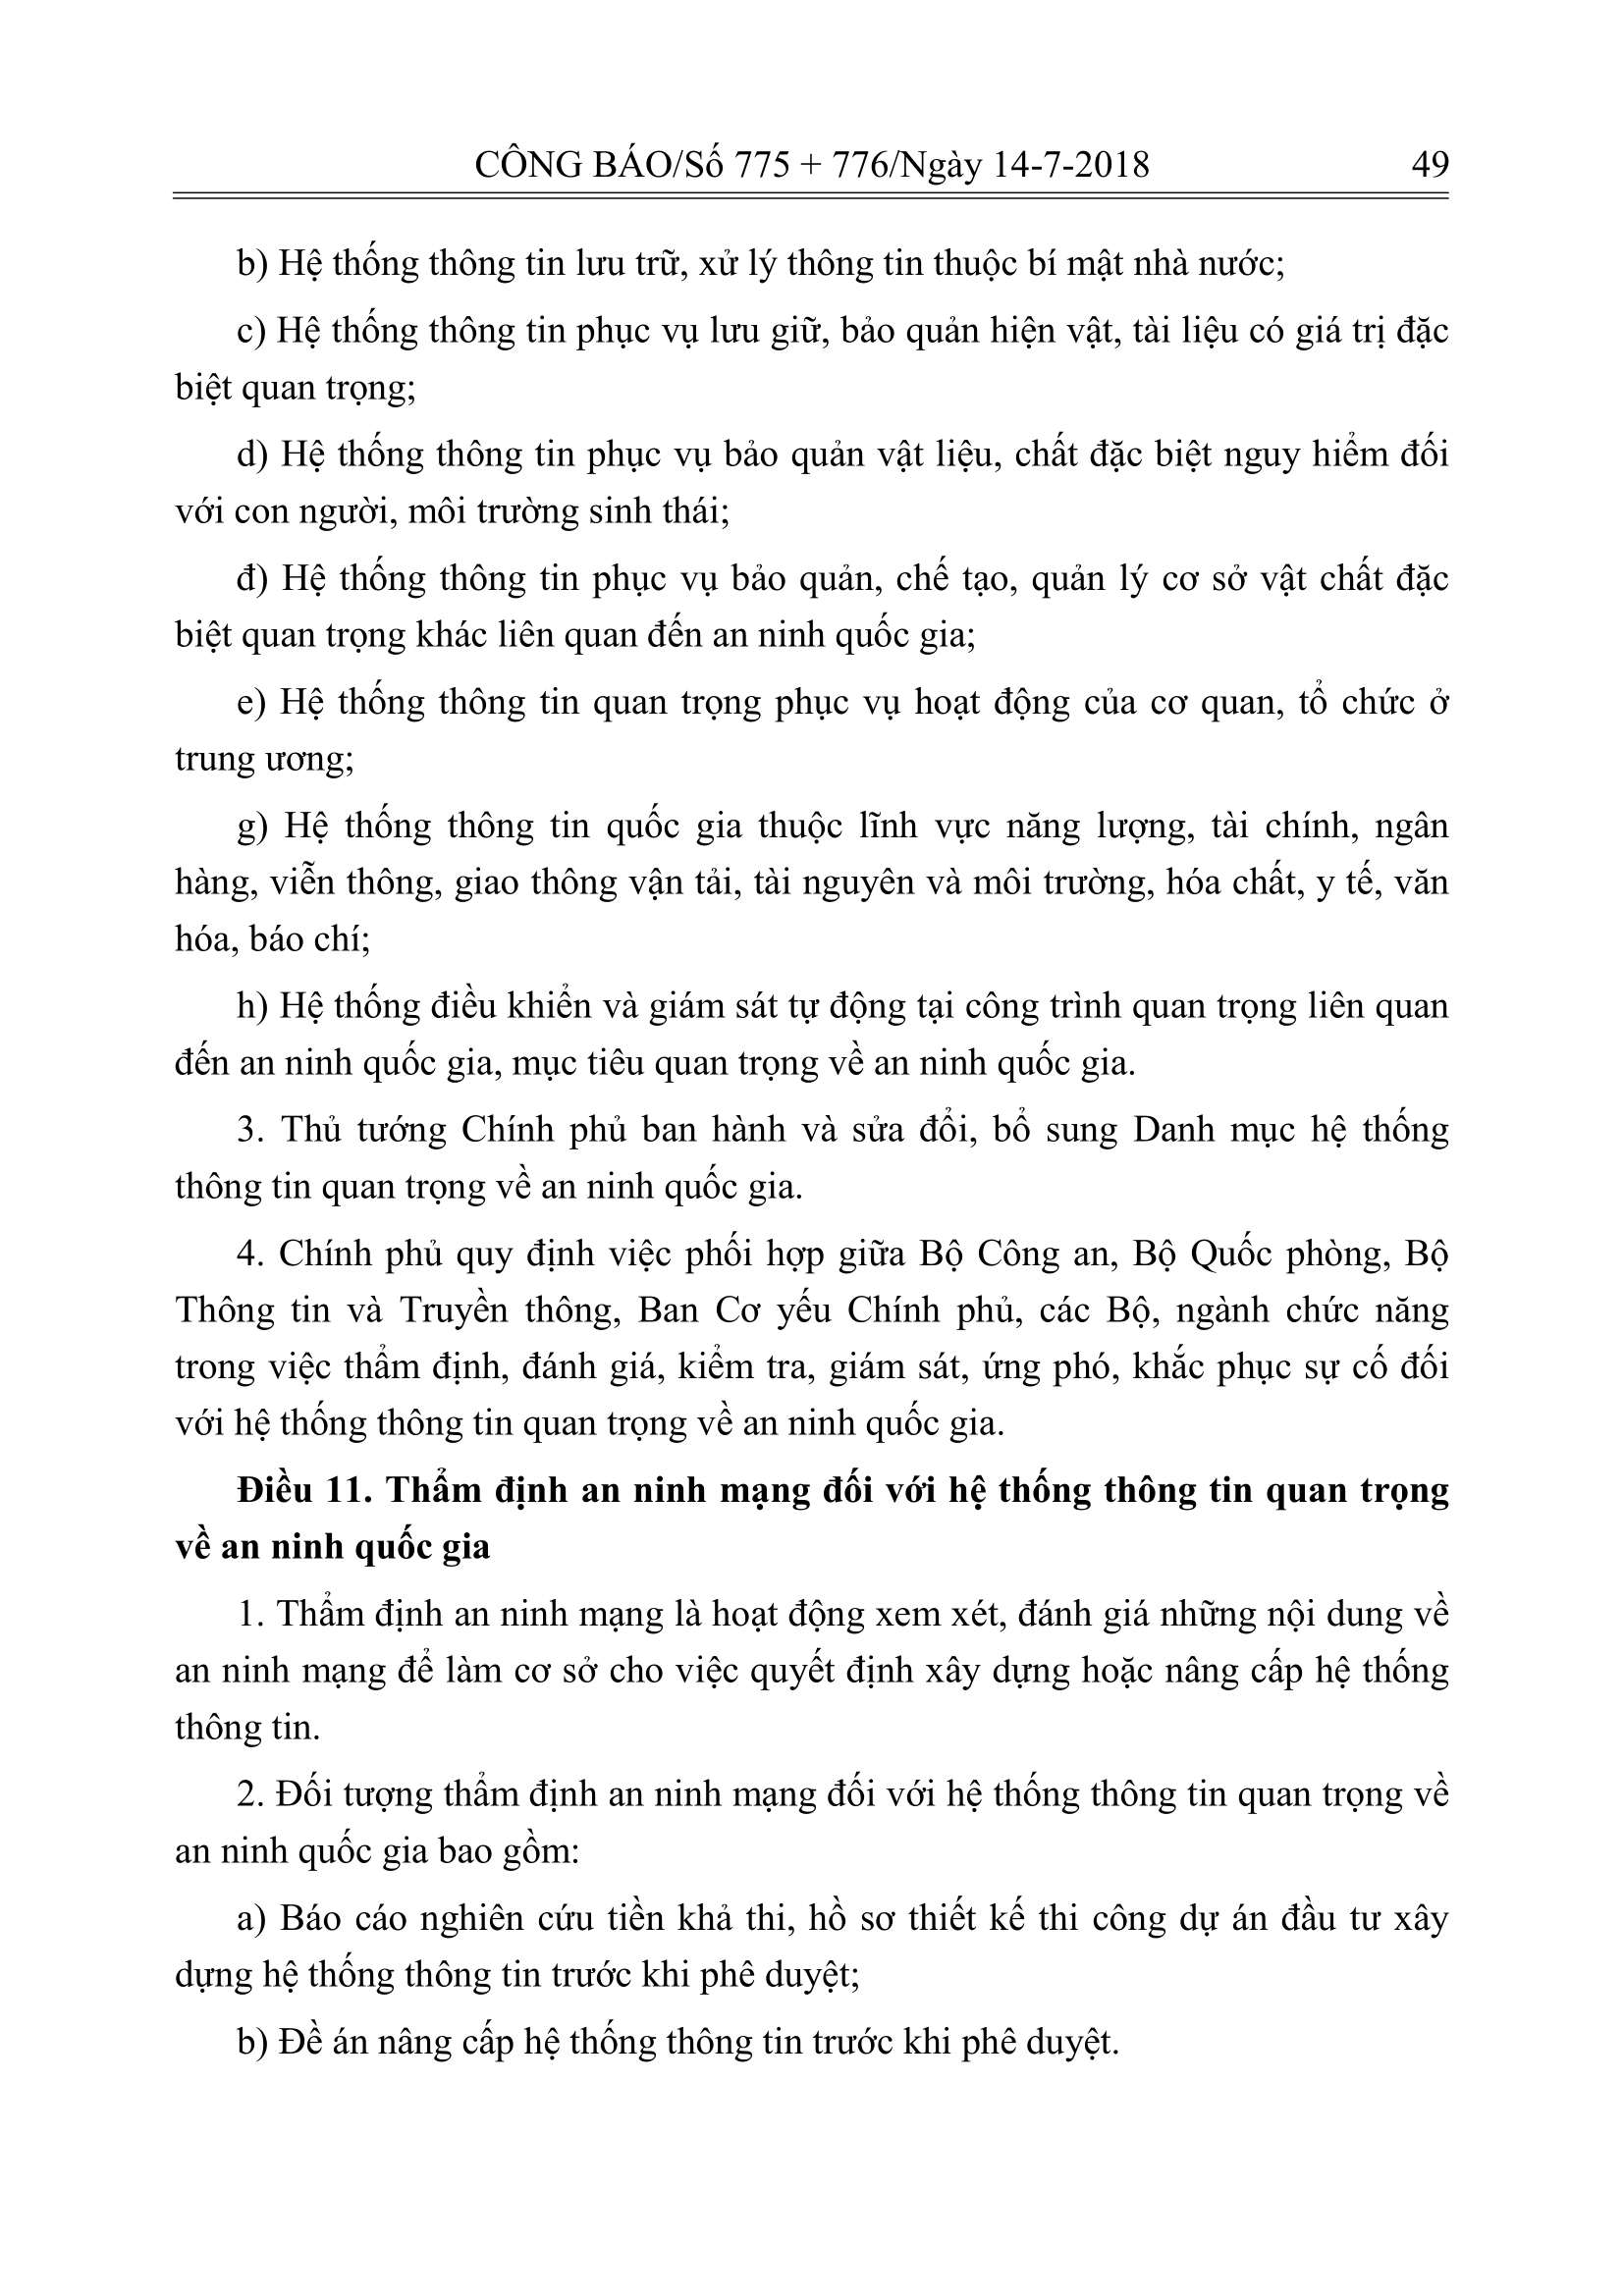 CÔNG BÁO/Số 775 + 776/Ngày 14-7-2018 49
b) Hệ thống thông tin lưu trữ, xử lý thông tin thuộc bí mật nhà nước;
c) Hệ thống thông tin phục vụ lưu giữ, bảo quản hiện vật, tài liệu có giá trị đặc
biệt quan trọng;
d) Hệ thống thông tin phục vụ bảo quản vật liệu, chất đặc biệt nguy hiểm đối
với con người, môi trường sinh thái;
đ) Hệ thống thông tin phục vụ bảo quản, chế tạo, quản lý cơ sở vật chất đặc
biệt quan trọng khác liên quan đến an ninh quốc gia;
e) Hệ thống thông tin quan trọng phục vụ hoạt động của cơ quan, tổ chức ở
trung ương;
g) Hệ thống thông tin quốc gia thuộc lĩnh vực năng lượng, tài chính, ngân
hàng, viễn thông, giao thông vận tải, tài nguyên và môi trường, hóa chất, y tế, văn
hóa, báo chí;
h) Hệ thống điều khiển và giám sát tự động tại công trình quan trọng liên quan
đến an ninh quốc gia, mục tiêu quan trọng về an ninh quốc gia.
3. Thủ tướng Chính phủ ban hành và sửa đổi, bổ sung Danh mục hệ thống
thông tin quan trọng về an ninh quốc gia.
4. Chính phủ quy định việc phối hợp giữa Bộ Công an, Bộ Quốc phòng, Bộ
Thông tin và Truyền thông, Ban Cơ yếu Chính phủ, các Bộ, ngành chức năng
trong việc thẩm định, đánh giá, kiểm tra, giám sát, ứng phó, khắc phục sự cố đối
với hệ thống thông tin quan trọng về an ninh quốc gia.
Điều 11. Thẩm định an ninh mạng đối với hệ thống thông tin quan trọng
về an ninh quốc gia
1. Thẩm định an ninh mạng là hoạt động xem xét, đánh giá những nội dung về
an ninh mạng để làm cơ sở cho việc quyết định xây dựng hoặc nâng cấp hệ thống
thông tin.
2. Đối tượng thẩm định an ninh mạng đối với hệ thống thông tin quan trọng về
an ninh quốc gia bao gồm:
a) Báo cáo nghiên cứu tiền khả thi, hồ sơ thiết kế thi công dự án đầu tư xây
dựng hệ thống thông tin trước khi phê duyệt;
b) Đề án nâng cấp hệ thống thông tin trước khi phê duyệt.